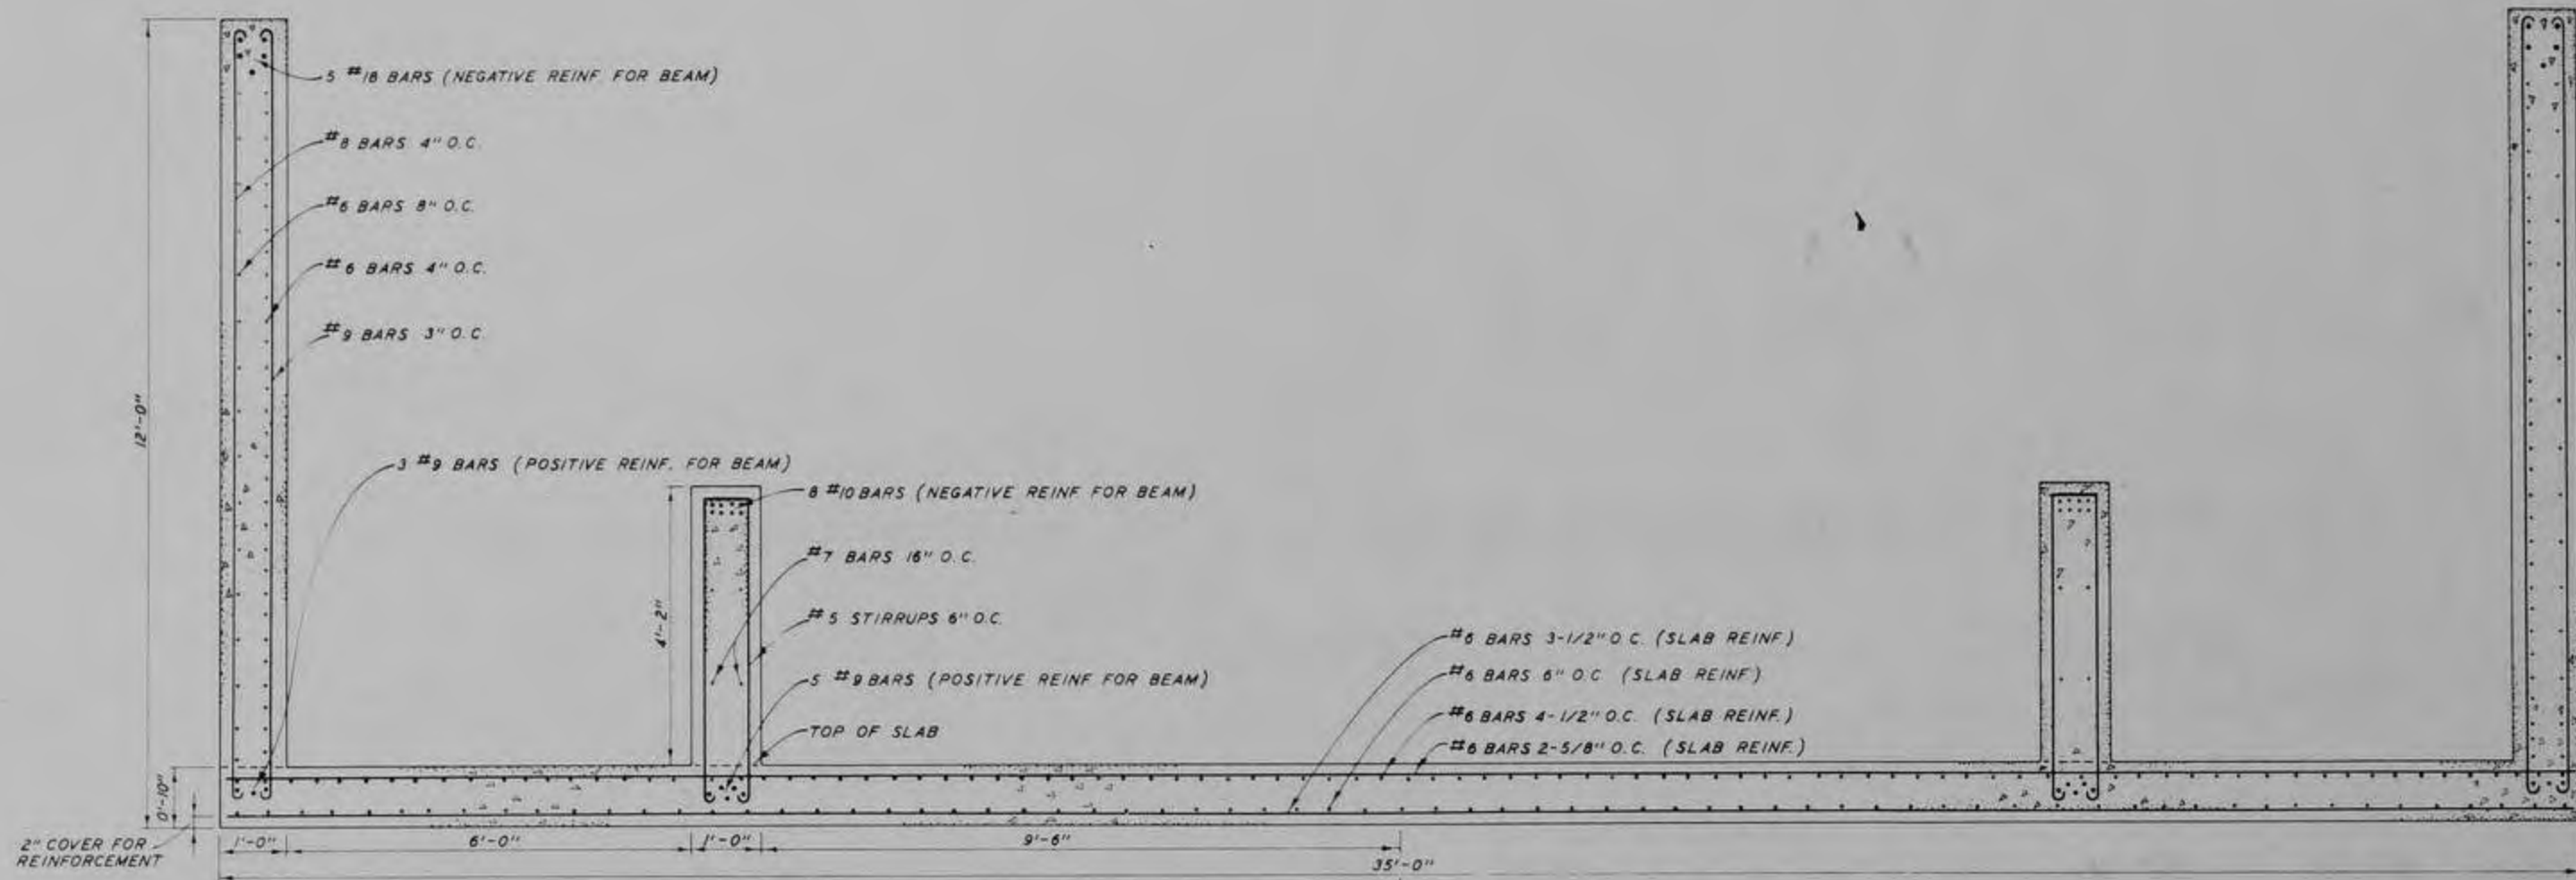 5 #18 BARS (NEGATIVE REINF. FOR BEAM)
#8 BARS 4" O.C.
#6 BARS 8" O.C.
#6 BARS 4" O.C.
#9 BARS 3" O.C.
12'-0"
3 #9 BARS (POSITIVE REINF. FOR BEAM)
8 #10 BARS (NEGATIVE REINF FOR BEAM)
#7 BARS 16" O.C.
4'-2"
#5 STIRRUPS 6" O.C.
5 #9 BARS (POSITIVE REINF FOR BEAM)
TOP OF SLAB
#6 BARS 3-1/2" O.C. (SLAB REINF.)
#6 BARS 6" O.C (SLAB REINF.)
#6 BARS 4-1/2" O.C. (SLAB REINF.)
#6 BARS 2-5/8" O.C. (SLAB REINF.)
0'-10"
2" COVER FOR
REINFORCEMENT
1'-0"
6'-0"
1'-0"
9'-6"
35'-0"